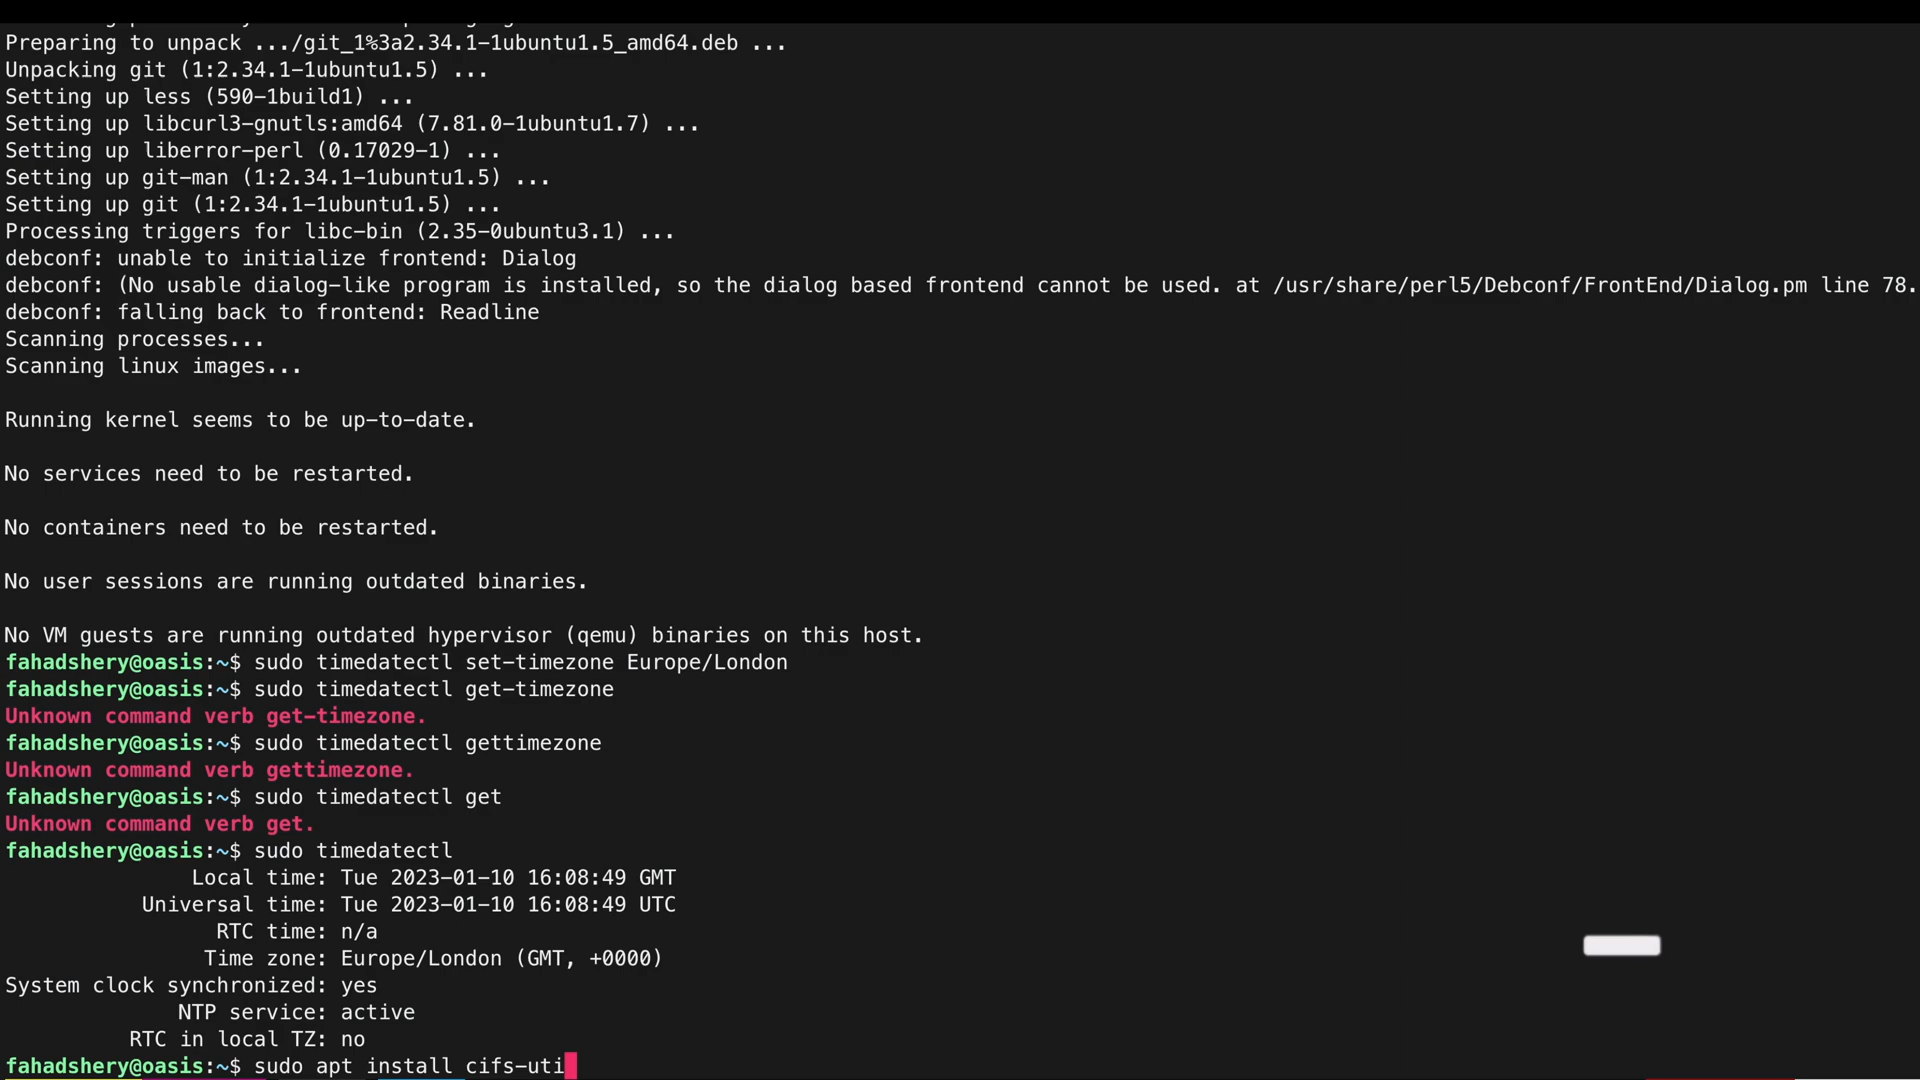 Preparing to unpack .../git_1%3a2.34.1-1ubuntu1.5_amd64.deb ...
Unpacking git (1:2.34.1-1ubuntu1.5) ...
Setting up less (590-1build1) ...
Setting up libcurl3-gnutls:amd64 (7.81.0-1ubuntu1.7) ...
Setting up liberror-perl (0.17029-1) ...
Setting up git-man (1:2.34.1-1ubuntu1.5) ...
Setting up git (1:2.34.1-1ubuntu1.5) ...
Processing triggers for libc-bin (2.35-0ubuntu3.1) ...
debconf: unable to initialize frontend: Dialog
debconf: (No usable dialog-like program is installed, so the dialog based frontend cannot be used. at /usr/share/perl5/Debconf/FrontEnd/Dialog.pm line 78.
debconf: falling back to frontend: Readline
Scanning processes...
Scanning linux images...
Running kernel seems to be up-to-date.
No services need to be restarted.
No containers need to be restarted.
No user sessions are running outdated binaries.
No VM guests are running outdated hypervisor (qemu) binaries on this host.
fahadshery@oasis:~$ sudo timedatectl set-timezone Europe/London
fahadshery@oasis:~$ sudo timedatectl get-timezone
Unknown command verb get-timezone.
fahadshery@oasis:~$ sudo timedatectl gettimezone
Unknown command verb gettimezone.
fahadshery@oasis:~$ sudo timedatectl get
Unknown command verb get.
fahadshery@oasis:~$ sudo timedatectl
Local time: Tue 2023-01-10 16:08:49 GMT
Universal time: Tue 2023-01-10 16:08:49 UTC
RTC time: n/a
Time zone: Europe/London (GMT, +0000)
System clock synchronized: yes
NTP service: active
RTC in local TZ: no
fahadshery@oasis:~$ sudo apt install cifs-uti